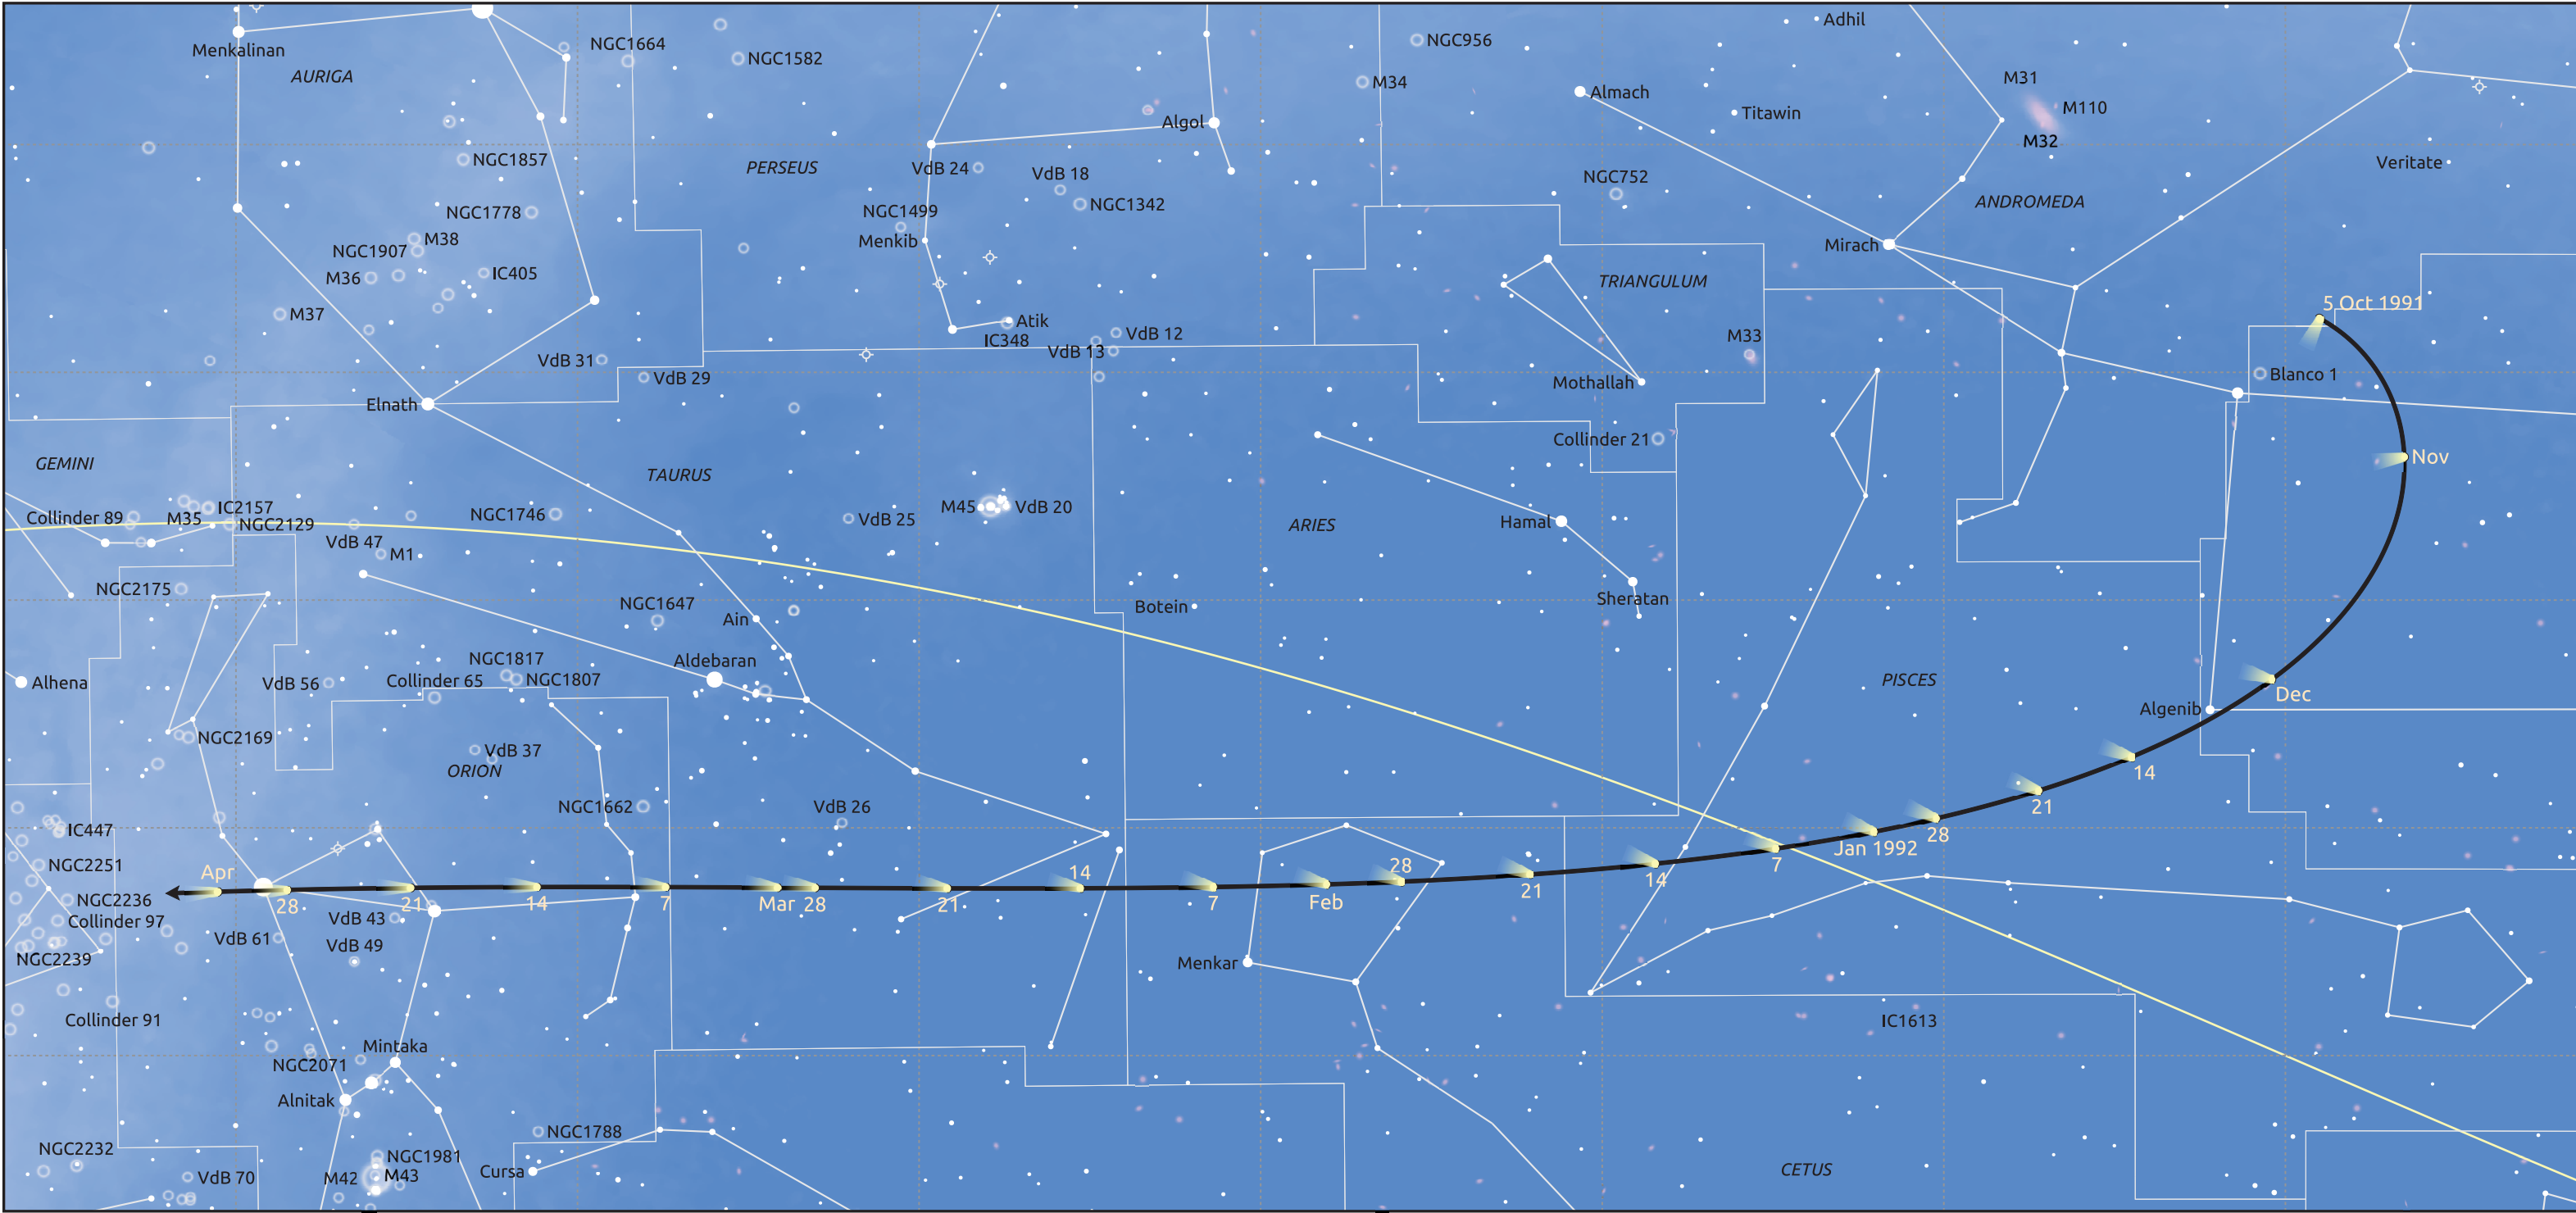 Adhil
NGC956
NGC1664
Menkalinan
NGC1582
AURIGA
M31
M34
Almach
M110
Titawin
Algol
M32
NGC1857
Veritate
PERSEUS
VdB 24
VdB 18
NGC752
ANDROMEDA
NGC1342
NGC1778
NGC1499
M38
Menkib
Mirach
NGC1907
IC405
M36
TRIANGULUM
5 Oct 1991
M37
Atik
VdB 12
M33
IC348
VdB 13
VdB 31
Blanco 1
VdB 29
Mothallah
Elnath
Collinder 21
Nov
GEMINI
TAURUS
IC2157
M45
VdB 20
NGC1746
Collinder 89
M35
VdB 25
Hamal
NGC2129
ARIES
VdB 47
M1
NGC2175
Sheratan
NGC1647
Botein
Ain
NGC1817
Aldebaran
Alhena
VdB 56
Collinder 65
NGC1807
PISCES
Dec
Algenib
NGC2169
VdB 37
ORION
14
21
NGC1662
VdB 26
IC447
28
Jan 1992
NGC2251
7
Apr
28
14
14
21
NGC2236
28
21
14
7
Mar
28
21
7
Feb
Collinder 97
VdB 43
VdB 61
VdB 49
NGC2239
Menkar
Collinder 91
IC1613
Mintaka
NGC2071
Alnitak
NGC1788
NGC2232
NGC1981
Cursa
CETUS
VdB 70
M42
M43